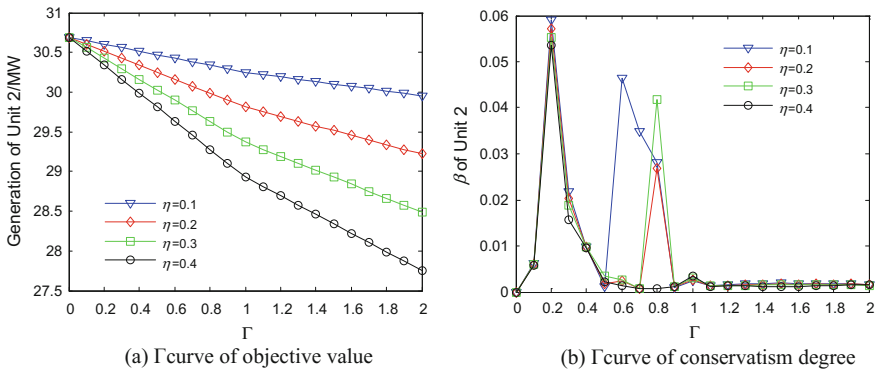 31
30.5
30
29.5
29
28.5
28
27.5
Generation of Unit 2/MW
η=0.1
η=0.2
η=0.3
η=0.4
0 0.2 0.4 0.6 0.8 1 1.2 1.4 1.6 1.8 2
Γ
(a) Γcurve of objective value
0.06
0.05
0.04
0.03
0.02
0.01
0
β of Unit 2
η=0.1
η=0.2
η=0.3
η=0.4
0 0.2 0.4 0.6 0.8 1 1.2 1.4 1.6 1.8 2
Γ
(b) Γcurve of conservatism degree